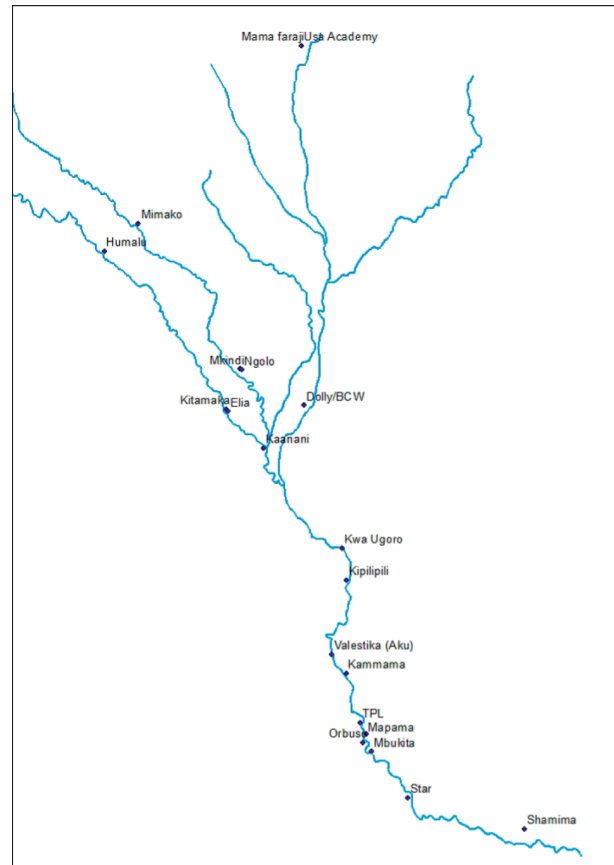 Mama farajiUsa Academy
Mimako
Humalu
MkindiNgolo
Kitamaka Elia
Dolly/BCW
Kaanani
Kwa Ugoro
Kipilipili
Valestika (Aku)
Kammama
TPL
Mapama
Orbuso
Mbukita
Star
Shamima